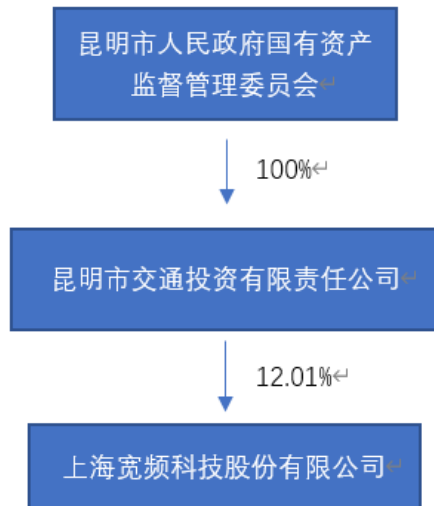 昆明市人民政府国有资产
监督管理委员会
100%
昆明市交通投资有限责任公司
12.01%
上海宽频科技股份有限公司